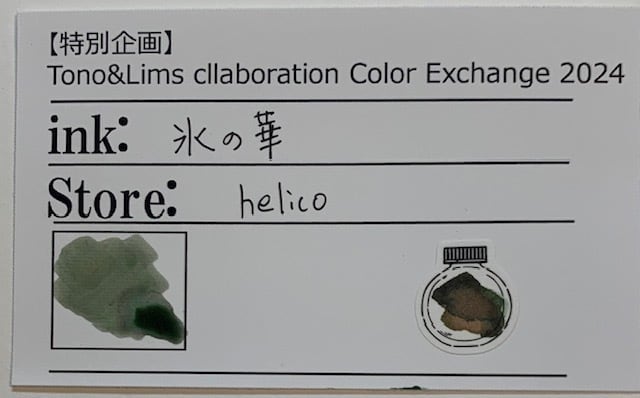 【特別企画】
Tono&Lims cllaboration Color Exchange 2024
ink: 氷の華
Store: helico